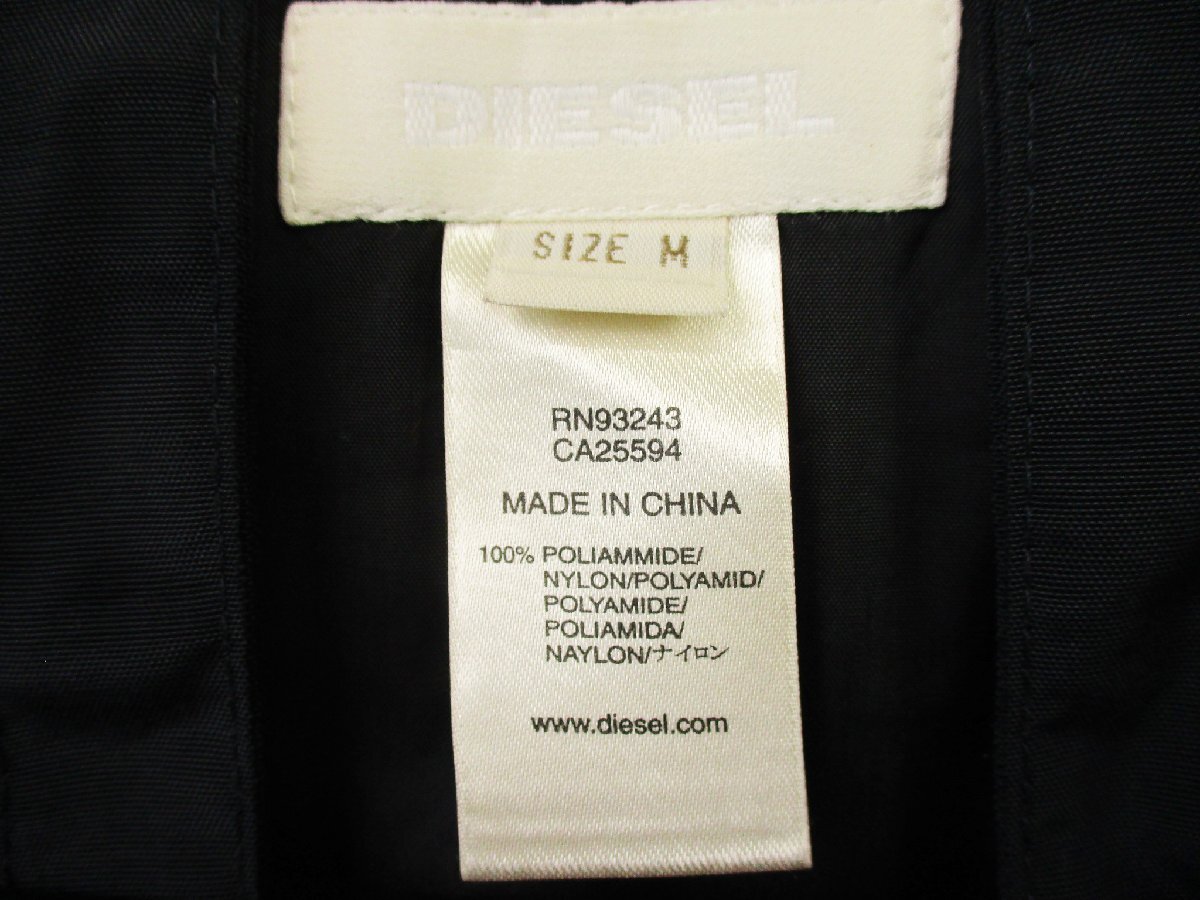 DIESEL
SIZE M
RN93243
CA25594
MADE IN CHINA
100% POLIAMMIDE/
NYLON/POLYAMID/
POLYAMIDE/
POLIAMIDA/
NAYLON/ナイロン
www.diesel.com